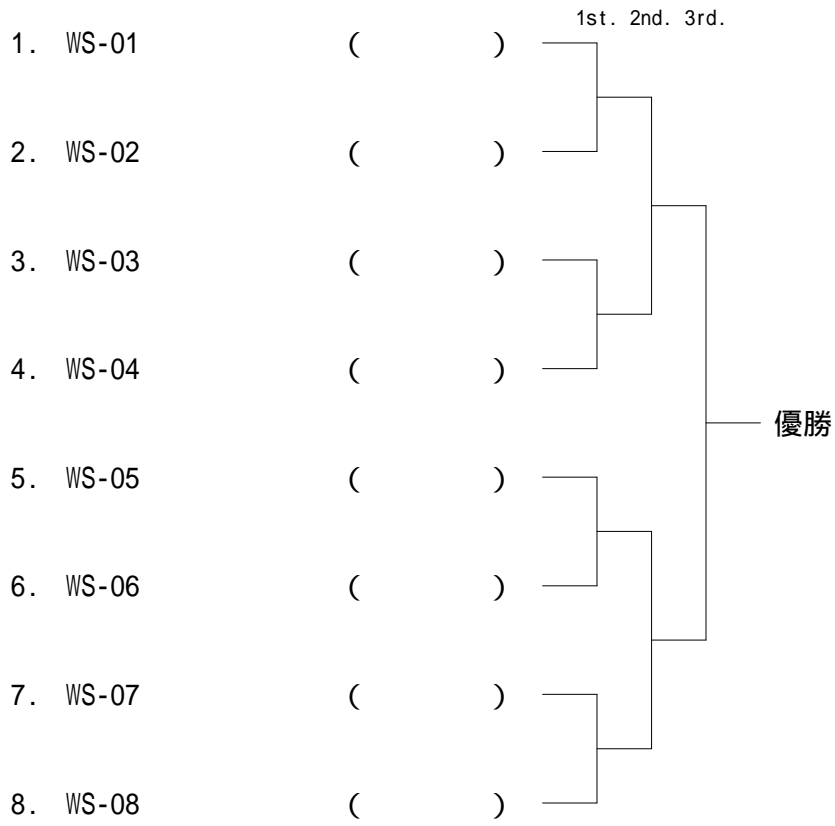 1st. 2nd. 3rd.
1. WS-01 ( )
2. WS-02 ( )
3. WS-03 ( )
4. WS-04 ( )
優勝
5. WS-05 ( )
6. WS-06 ( )
7. WS-07 ( )
8. WS-08 ( )